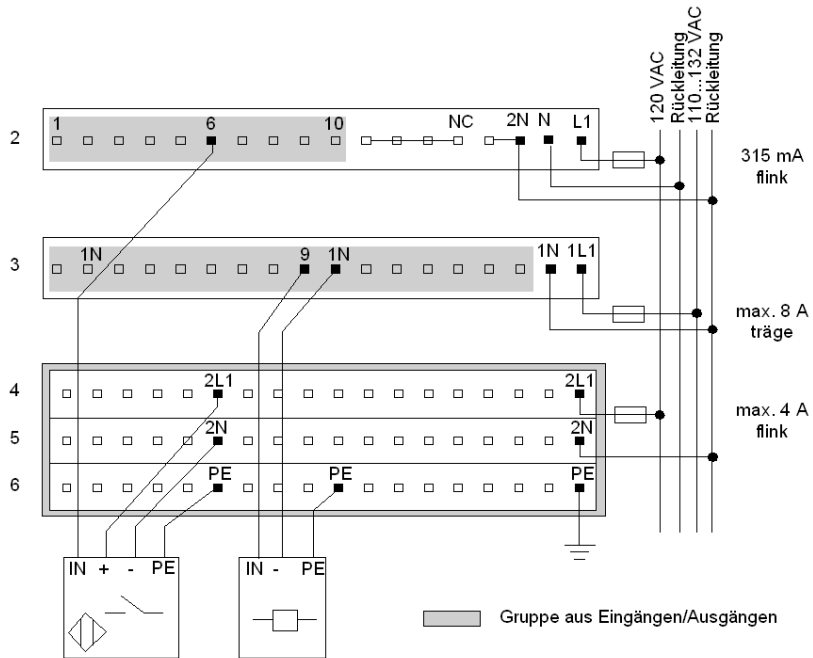 120 VAC
Rückleitung
110...132 VAC
Rückleitung
2
1
6
10
NC
2N
N
L1
315 mA
flink
3
1N
9
1N
1N
1L1
max. 8 A
träge
4
2L1
2L1
max. 4 A
flink
5
2N
2N
6
PE
PE
PE
IN + - PE
IN - PE
Gruppe aus Eingängen/Ausgängen